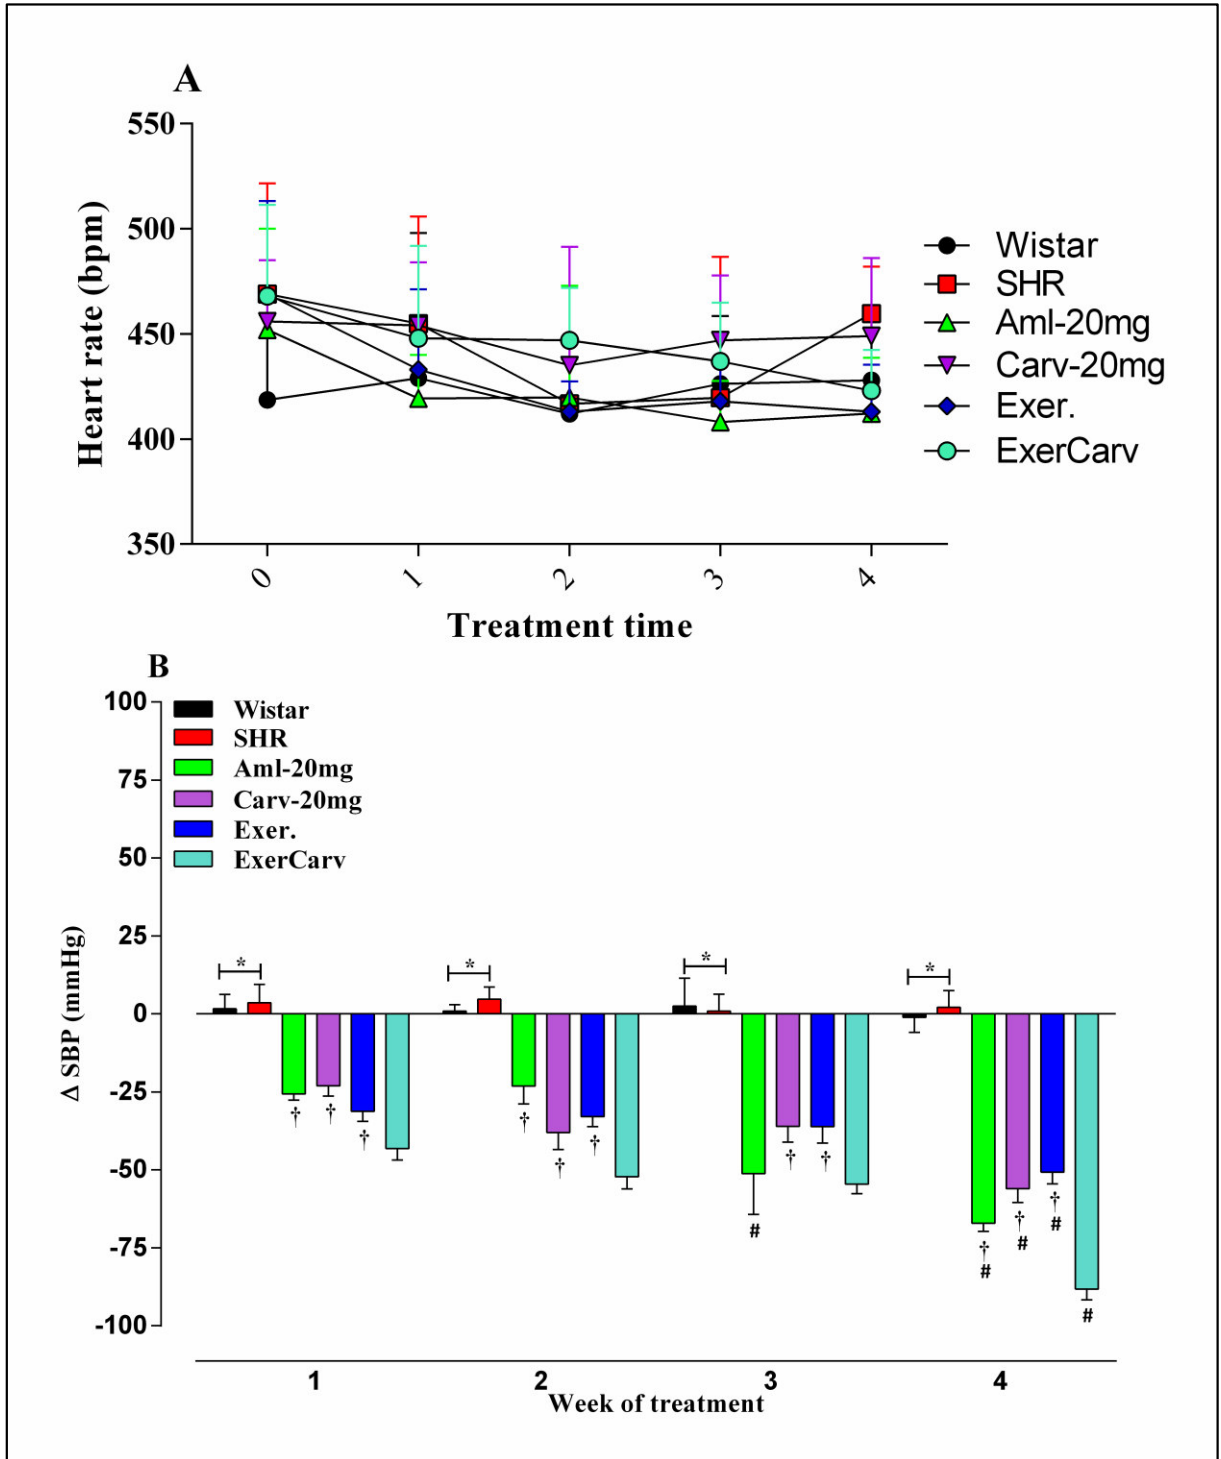 A
550
500
450
400
350
Heart rate (bpm)
0
1
2
3
4
Treatment time
Wistar
SHR
Aml-20mg
Carv-20mg
Exer.
ExerCarv
B
100
75
50
25
0
-25
-50
-75
-100
Δ SBP (mmHg)
Wistar
SHR
Aml-20mg
Carv-20mg
Exer.
ExerCarv
* * * *
† † †
† † †
# † †
† # † # † # #
1 2 3 4
Week of treatment